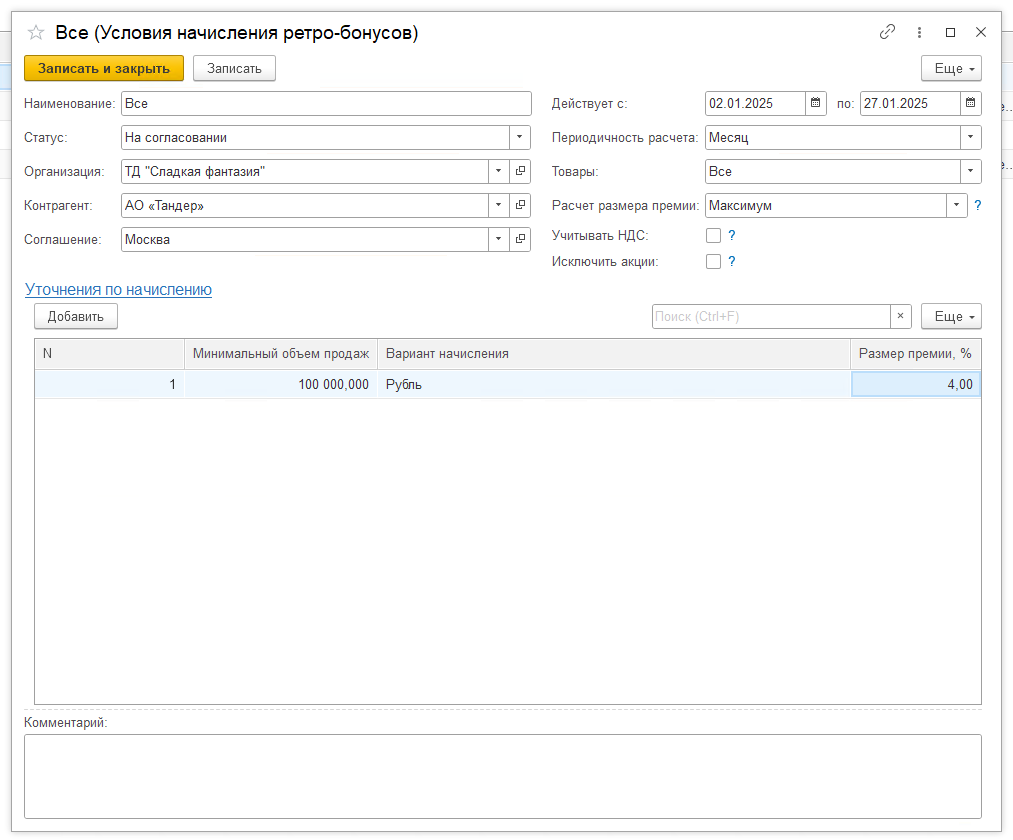 Все (Условия начисления ретро-бонусов)
Записать и закрыть Записать Еще
Наименование: Все Действует с: 02.01.2025 по: 27.01.2025
Статус: На согласовании Периодичность расчета: Месяц
Организация: ТД "Сладкая фантазия" Товары: Все
Контрагент: АО «Тандер» Расчет размера премии: Максимум ?
Соглашение: Москва Учитывать НДС: ?
Исключить акции: ?
Уточнения по начислению
Добавить Поиск (Ctrl+F) × Еще
N Минимальный объем продаж Вариант начисления Размер премии, %
1 100 000,000 Рубль 4,00
Комментарий: